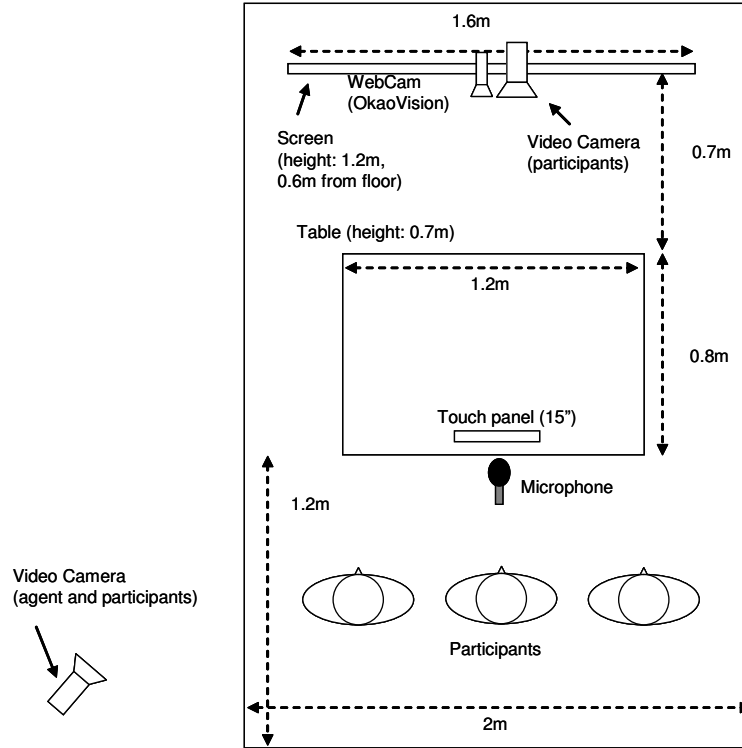 1.6m
WebCam
(OkaoVision)
Screen
(height: 1.2m,
0.6m from floor)
Video Camera
(participants)
0.7m
Table (height: 0.7m)
1.2m
0.8m
Touch panel (15”)
Microphone
1.2m
Video Camera
(agent and participants)
Participants
2m